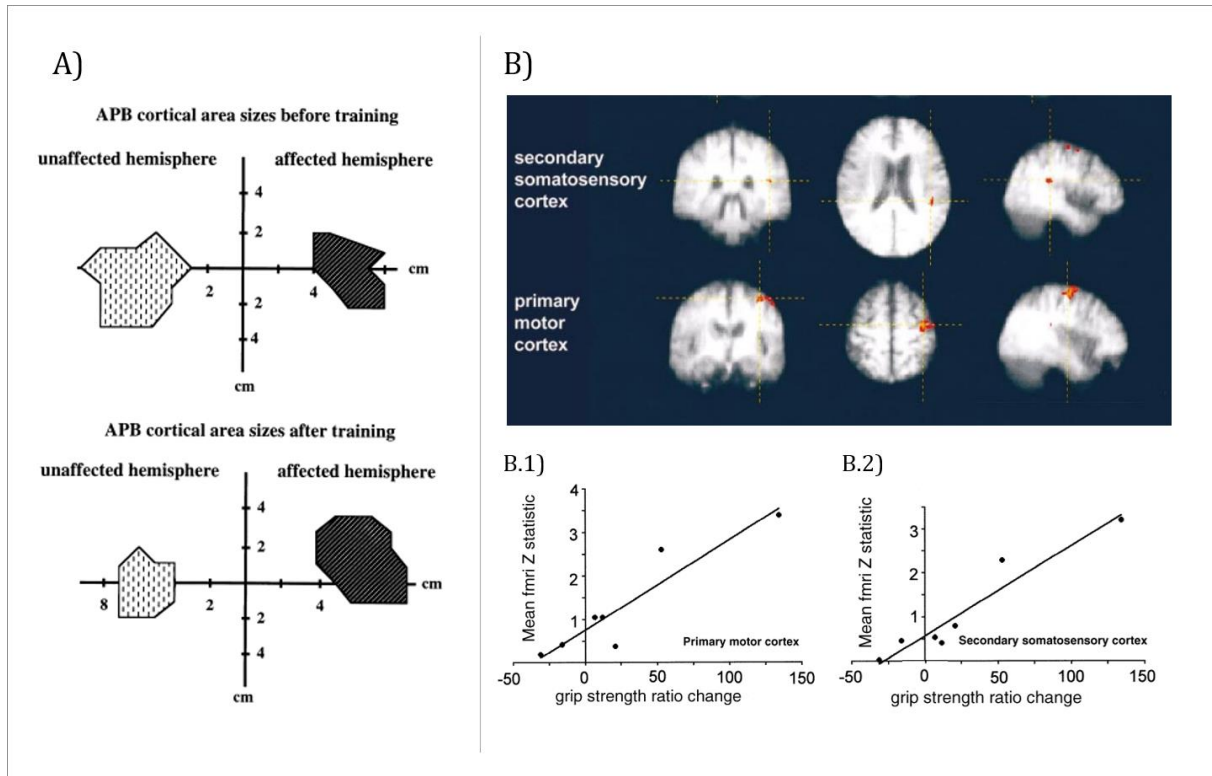 A)
APB cortical area sizes before training
unaffected hemisphere
affected hemisphere
4
2
2
4
cm
2
4
cm
APB cortical area sizes after training
unaffected hemisphere
affected hemisphere
4
2
8
2
4
cm
2
4
cm
B)
secondary
somatosensory
cortex
primary
motor
cortex
B.1)
Mean fmri Z statistic
4
3
2
1
Primary motor cortex
-50
0
50
100
150
grip strength ratio change
B.2)
Mean fmri Z statistic
3
2
1
Secondary somatosensory cortex
-50
0
50
100
150
grip strength ratio change